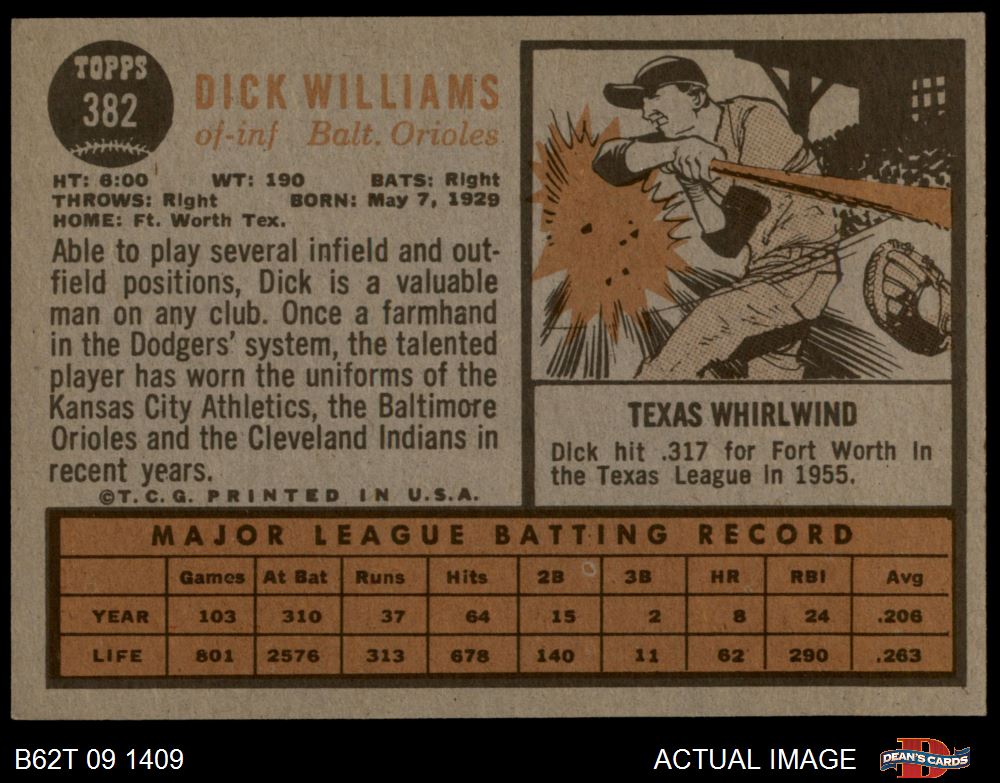 TOPPS
382
DICK WILLIAMS
of-inf Balt. Orioles
HT: 6:00 WT: 190 BATS: Right
THROWS: Right BORN: May 7, 1929
HOME: Ft. Worth Tex.
Able to play several infield and out-
field positions, Dick is a valuable
man on any club. Once a farmhand
in the Dodgers' system, the talented
player has worn the uniforms of the
Kansas City Athletics, the Baltimore
Orioles and the Cleveland Indians in
recent years.
©T.C.G. PRINTED IN U.S.A.
TEXAS WHIRLWIND
Dick hit .317 for Fort Worth in
the Texas League in 1955.
MAJOR LEAGUE BATTING RECORD
Games At Bat Runs Hits 2B 3B HR RBI Avg
YEAR 103 310 37 64 15 2 8 24 .206
LIFE 801 2576 313 678 140 11 62 290 .263
B62T 09 1409 ACTUAL IMAGE DEAN'S CARDS